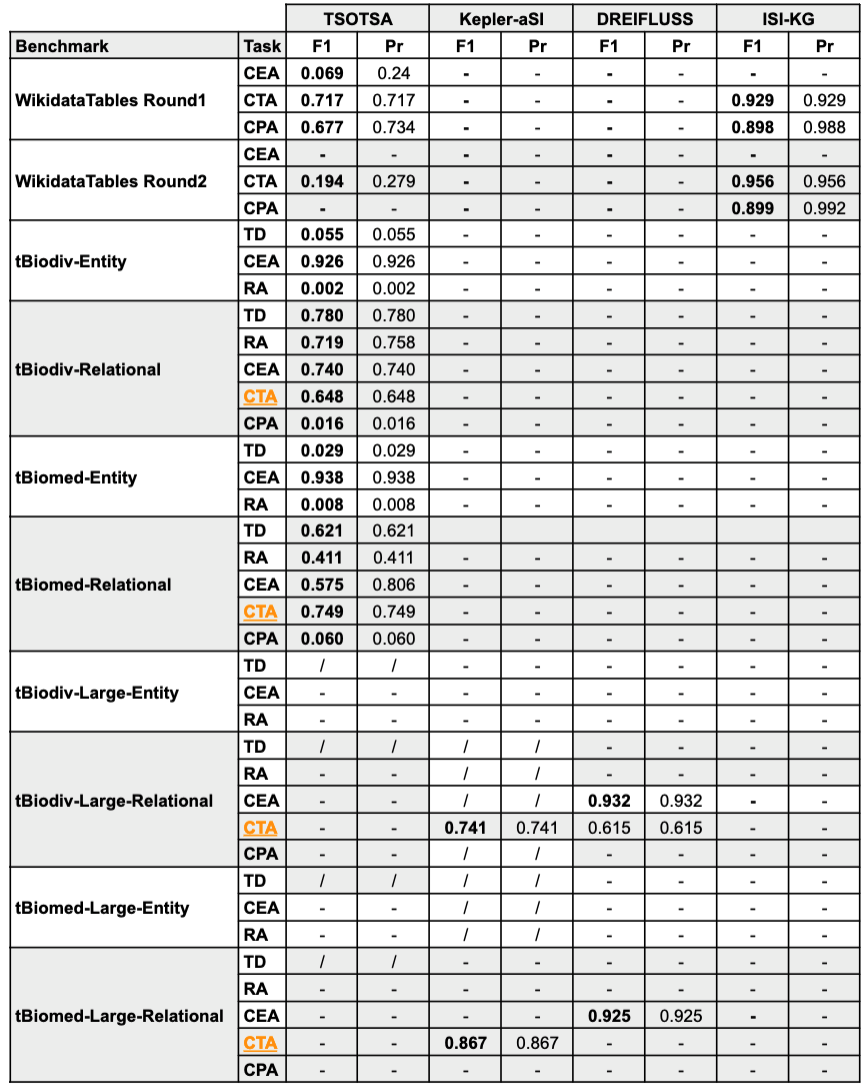 TSOTSA Kepler-aSI DREIFLUSS ISI-KG
Benchmark Task F1 Pr F1 Pr F1 Pr F1 Pr
WikidataTables Round1 CEA 0.069 0.24 - - - - - -
CTA 0.717 0.717 - - - - 0.929 0.929
CPA 0.677 0.734 - - - - 0.898 0.988
WikidataTables Round2 CEA - - - - - - - -
CTA 0.194 0.279 - - - - 0.956 0.956
CPA - - - - - - 0.899 0.992
tBiodiv-Entity TD 0.055 0.055 - - - - - -
CEA 0.926 0.926 - - - - - -
RA 0.002 0.002 - - - - - -
tBiodiv-Relational TD 0.780 0.780 - - - - - -
RA 0.719 0.758 - - - - - -
CEA 0.740 0.740 - - - - - -
CTA 0.648 0.648 - - - - - -
CPA 0.016 0.016 - - - - - -
tBiomed-Entity TD 0.029 0.029 - - - - - -
CEA 0.938 0.938 - - - - - -
RA 0.008 0.008 - - - - - -
tBiomed-Relational TD 0.621 0.621
RA 0.411 0.411 - - - - - -
CEA 0.575 0.806 - - - - - -
CTA 0.749 0.749 - - - - - -
CPA 0.060 0.060 - - - - - -
tBiodiv-Large-Entity TD / / - - - - - -
CEA - - - - - - - -
RA - - - - - - - -
tBiodiv-Large-Relational TD / / / / - - - -
RA - - / / - - - -
CEA - - / / 0.932 0.932 - -
CTA - - 0.741 0.741 0.615 0.615 - -
CPA - - / / - - - -
tBiomed-Large-Entity TD / / / / - - - -
CEA - - / / - - - -
RA - - / / - - - -
tBiomed-Large-Relational TD / / - - - - - -
RA - - - - - - - -
CEA - - - - 0.925 0.925 - -
CTA - - 0.867 0.867 - - - -
CPA - - - - - - - -